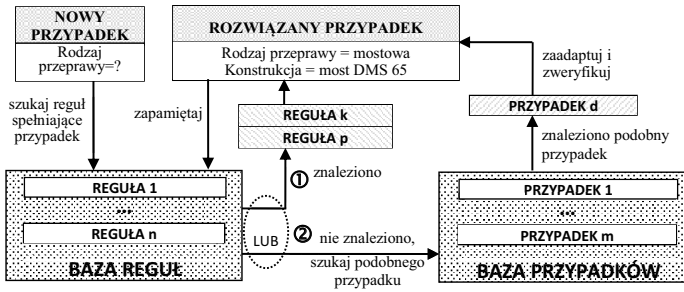 NOWY
PRZYPADEK
Rodzaj
przeprawy=?
ROZWIĄZANY PRZYPADEK
Rodzaj przeprawy = mostowa
Konstrukcja = most DMS 65
zaadaptuj i
zweryfikuj
szukaj reguł
spełniające
przypadek
zapamiętaj
REGUŁA k
REGUŁA p
PRZYPADEK d
znaleziono podobny
przypadek
① znaleziono
REGUŁA 1
...
REGUŁA n
BAZA REGUŁ
LUB
② nie znaleziono,
szukaj podobnego
przypadku
PRZYPADEK 1
...
PRZYPADEK m
BAZA PRZYPADKÓW